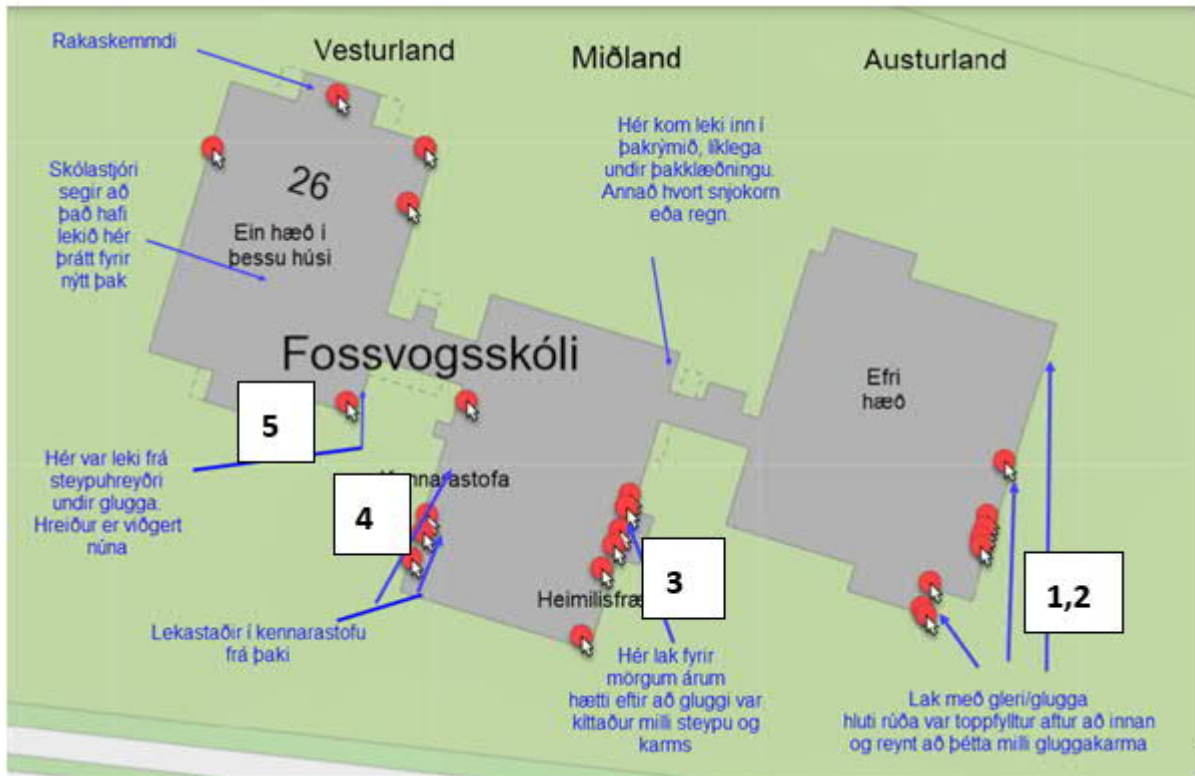 Rakaskemmdi
Vesturland
Miðland
Austurland
Hér kom leki inn í
þakrýmið, líklega
undir þakklæðningu.
Annað hvort snjokorn
eða regn.
Skólastjóri
segir að
það hafi
lekið hér
þrátt fyrir
nýtt þak
26
Ein hæð í
þessu húsi
Fossvogsskóli
Efri
hæð
5
Hér var leki frá
steypuhreyðri
undir glugga.
Hreiður er viðgert
núna
4
Lekastaðir í kennarastofu
frá þaki
3
Hér lak fyrir
mörgum árum
hætti eftir að gluggi var
kíttaður milli steypu og
karms
1,2
Lak með gleri/glugga
hluti rúða var toppfylltur aftur að innan
og reynt að þétta milli gluggakarma